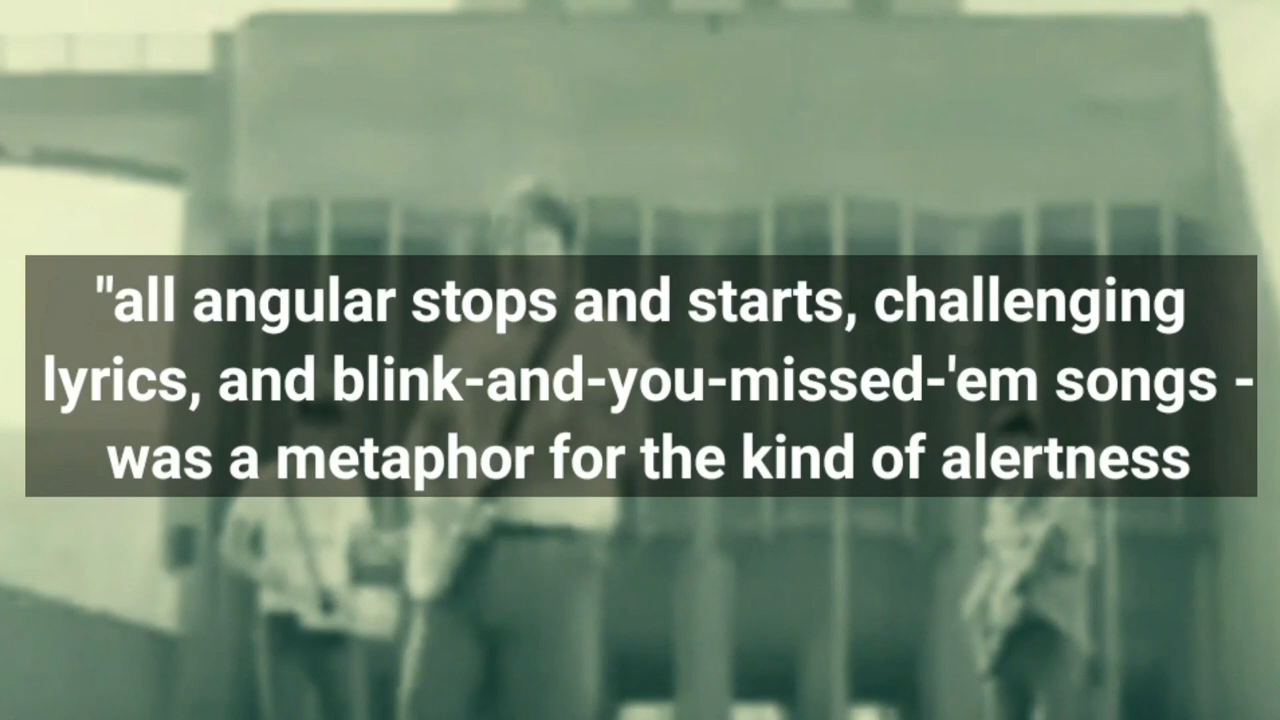 "all angular stops and starts, challenging
lyrics, and blink-and-you-missed-'em songs -
was a metaphor for the kind of alertness